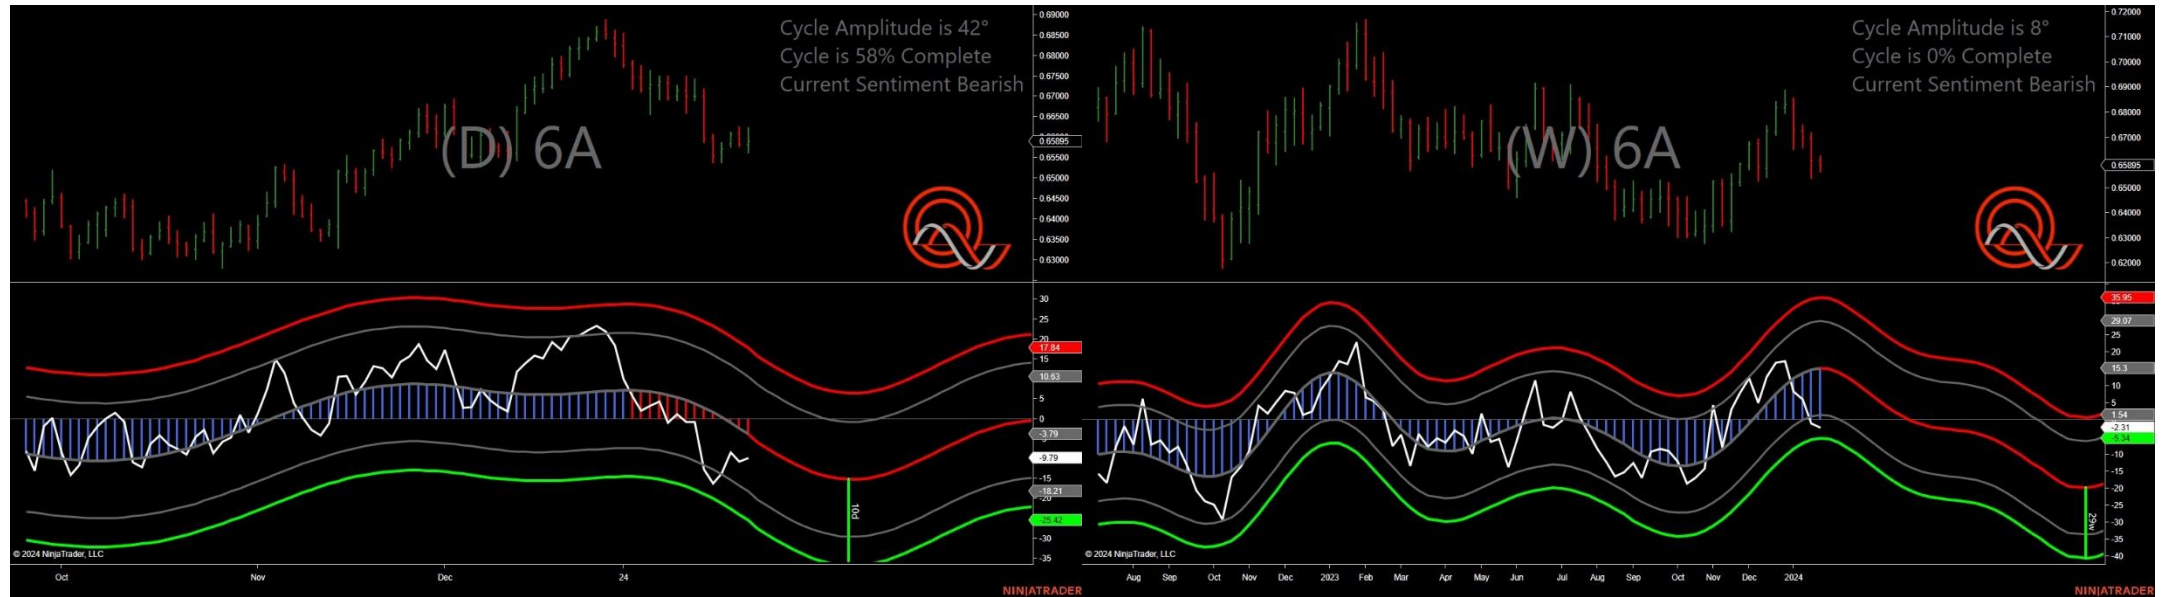 Cycle Amplitude is 42°
Cycle is 58% Complete
Current Sentiment Bearish
(D) 6A
0.69000
0.68500
0.68000
0.67500
0.67000
0.66500
0.65895
0.65500
0.65000
0.64500
0.64000
0.63500
0.63000
30
25
20
17.84
15
10.63
5
0
-3.79
-9.79
-15
-18.21
-20
-25.42
-30
-35
10d
© 2024 NinjaTrader, LLC
Oct
Nov
Dec
24
NINJATRADER
Cycle Amplitude is 8°
Cycle is 0% Complete
Current Sentiment Bearish
(W) 6A
0.72000
0.71000
0.70000
0.69000
0.68000
0.67000
0.65895
0.65000
0.64000
0.63000
0.62000
35.95
29.07
25
20
15.3
10
5
1.54
-2.31
-5.34
-10
-15
-20
-25
-30
-35
-40
29w
© 2024 NinjaTrader, LLC
Aug
Sep
Oct
Nov
Dec
2023
Feb
Mar
Apr
May
Jun
Jul
Aug
Sep
Oct
Nov
Dec
2024
NINJATRADER